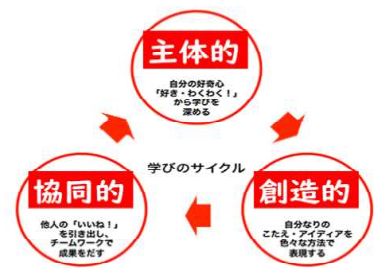 主体的
自分の好奇心
「好き・わくわく！」
から学びを
深める
学びのサイクル
協同的
他人の「いいね！」
を引き出し、
チームワークで
成果をだす
創造的
自分なりの
こたえ・アイディアを
色々な方法で
表現する